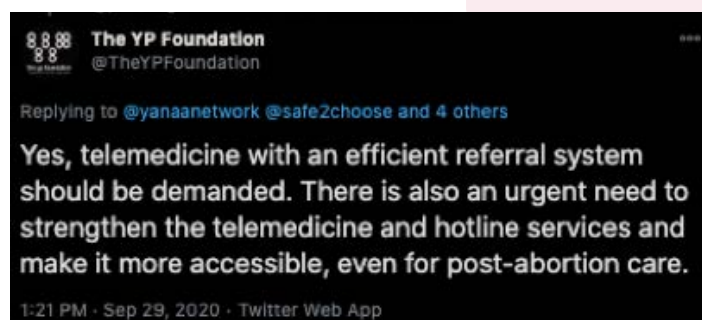 The YP Foundation
@TheYPFoundation
Replying to @yanaanetwork @safe2choose and 4 others
Yes, telemedicine with an efficient referral system
should be demanded. There is also an urgent need to
strengthen the telemedicine and hotline services and
make it more accessible, even for post-abortion care.
1:21 PM · Sep 29, 2020 · Twitter Web App